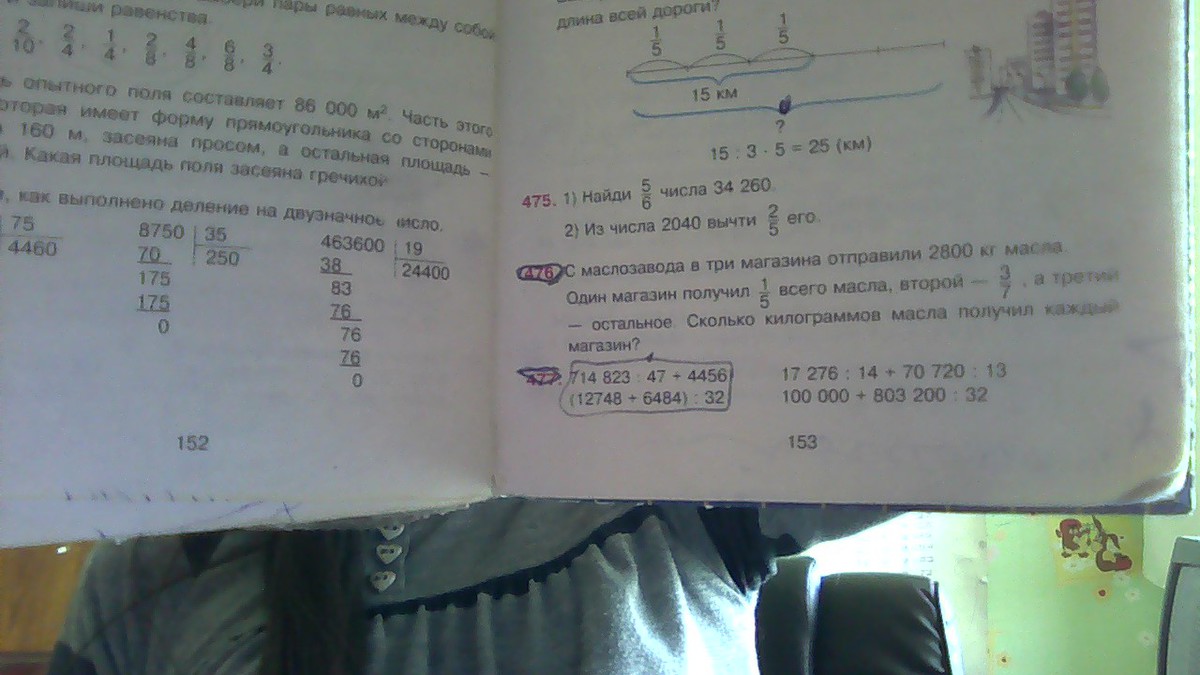 бери пары равных между собой
и запиши равенства.
2/10, 2/4, 1/4, 2/8, 4/8, 6/8, 3/4.
опытного поля составляет 86 000 м². Часть этого
которая имеет форму прямоугольника со сторонами
160 м, засеяна просом, а остальная площадь –
Какая площадь поля засеяна гречихой
как выполнено деление на двузначное число.
75
4460
8750 35
70 250
175
175
0
463600 19
38 24400
83
76
76
76
0
152
длина всей дороги?
1/5 1/5 1/5
15 км
?
15 : 3 · 5 = 25 (км)
475. 1) Найди 5/6 числа 34 260.
2) Из числа 2040 вычти 2/5 его.
476 С маслозавода в три магазина отправили 2800 кг масла.
Один магазин получил 1/5 всего масла, второй — 3/7, а третий
— остальное. Сколько килограммов масла получил каждый
магазин?
477. 714 823 : 47 + 4456 17 276 : 14 + 70 720 : 13
(12748 + 6484) : 32 100 000 + 803 200 : 32
153